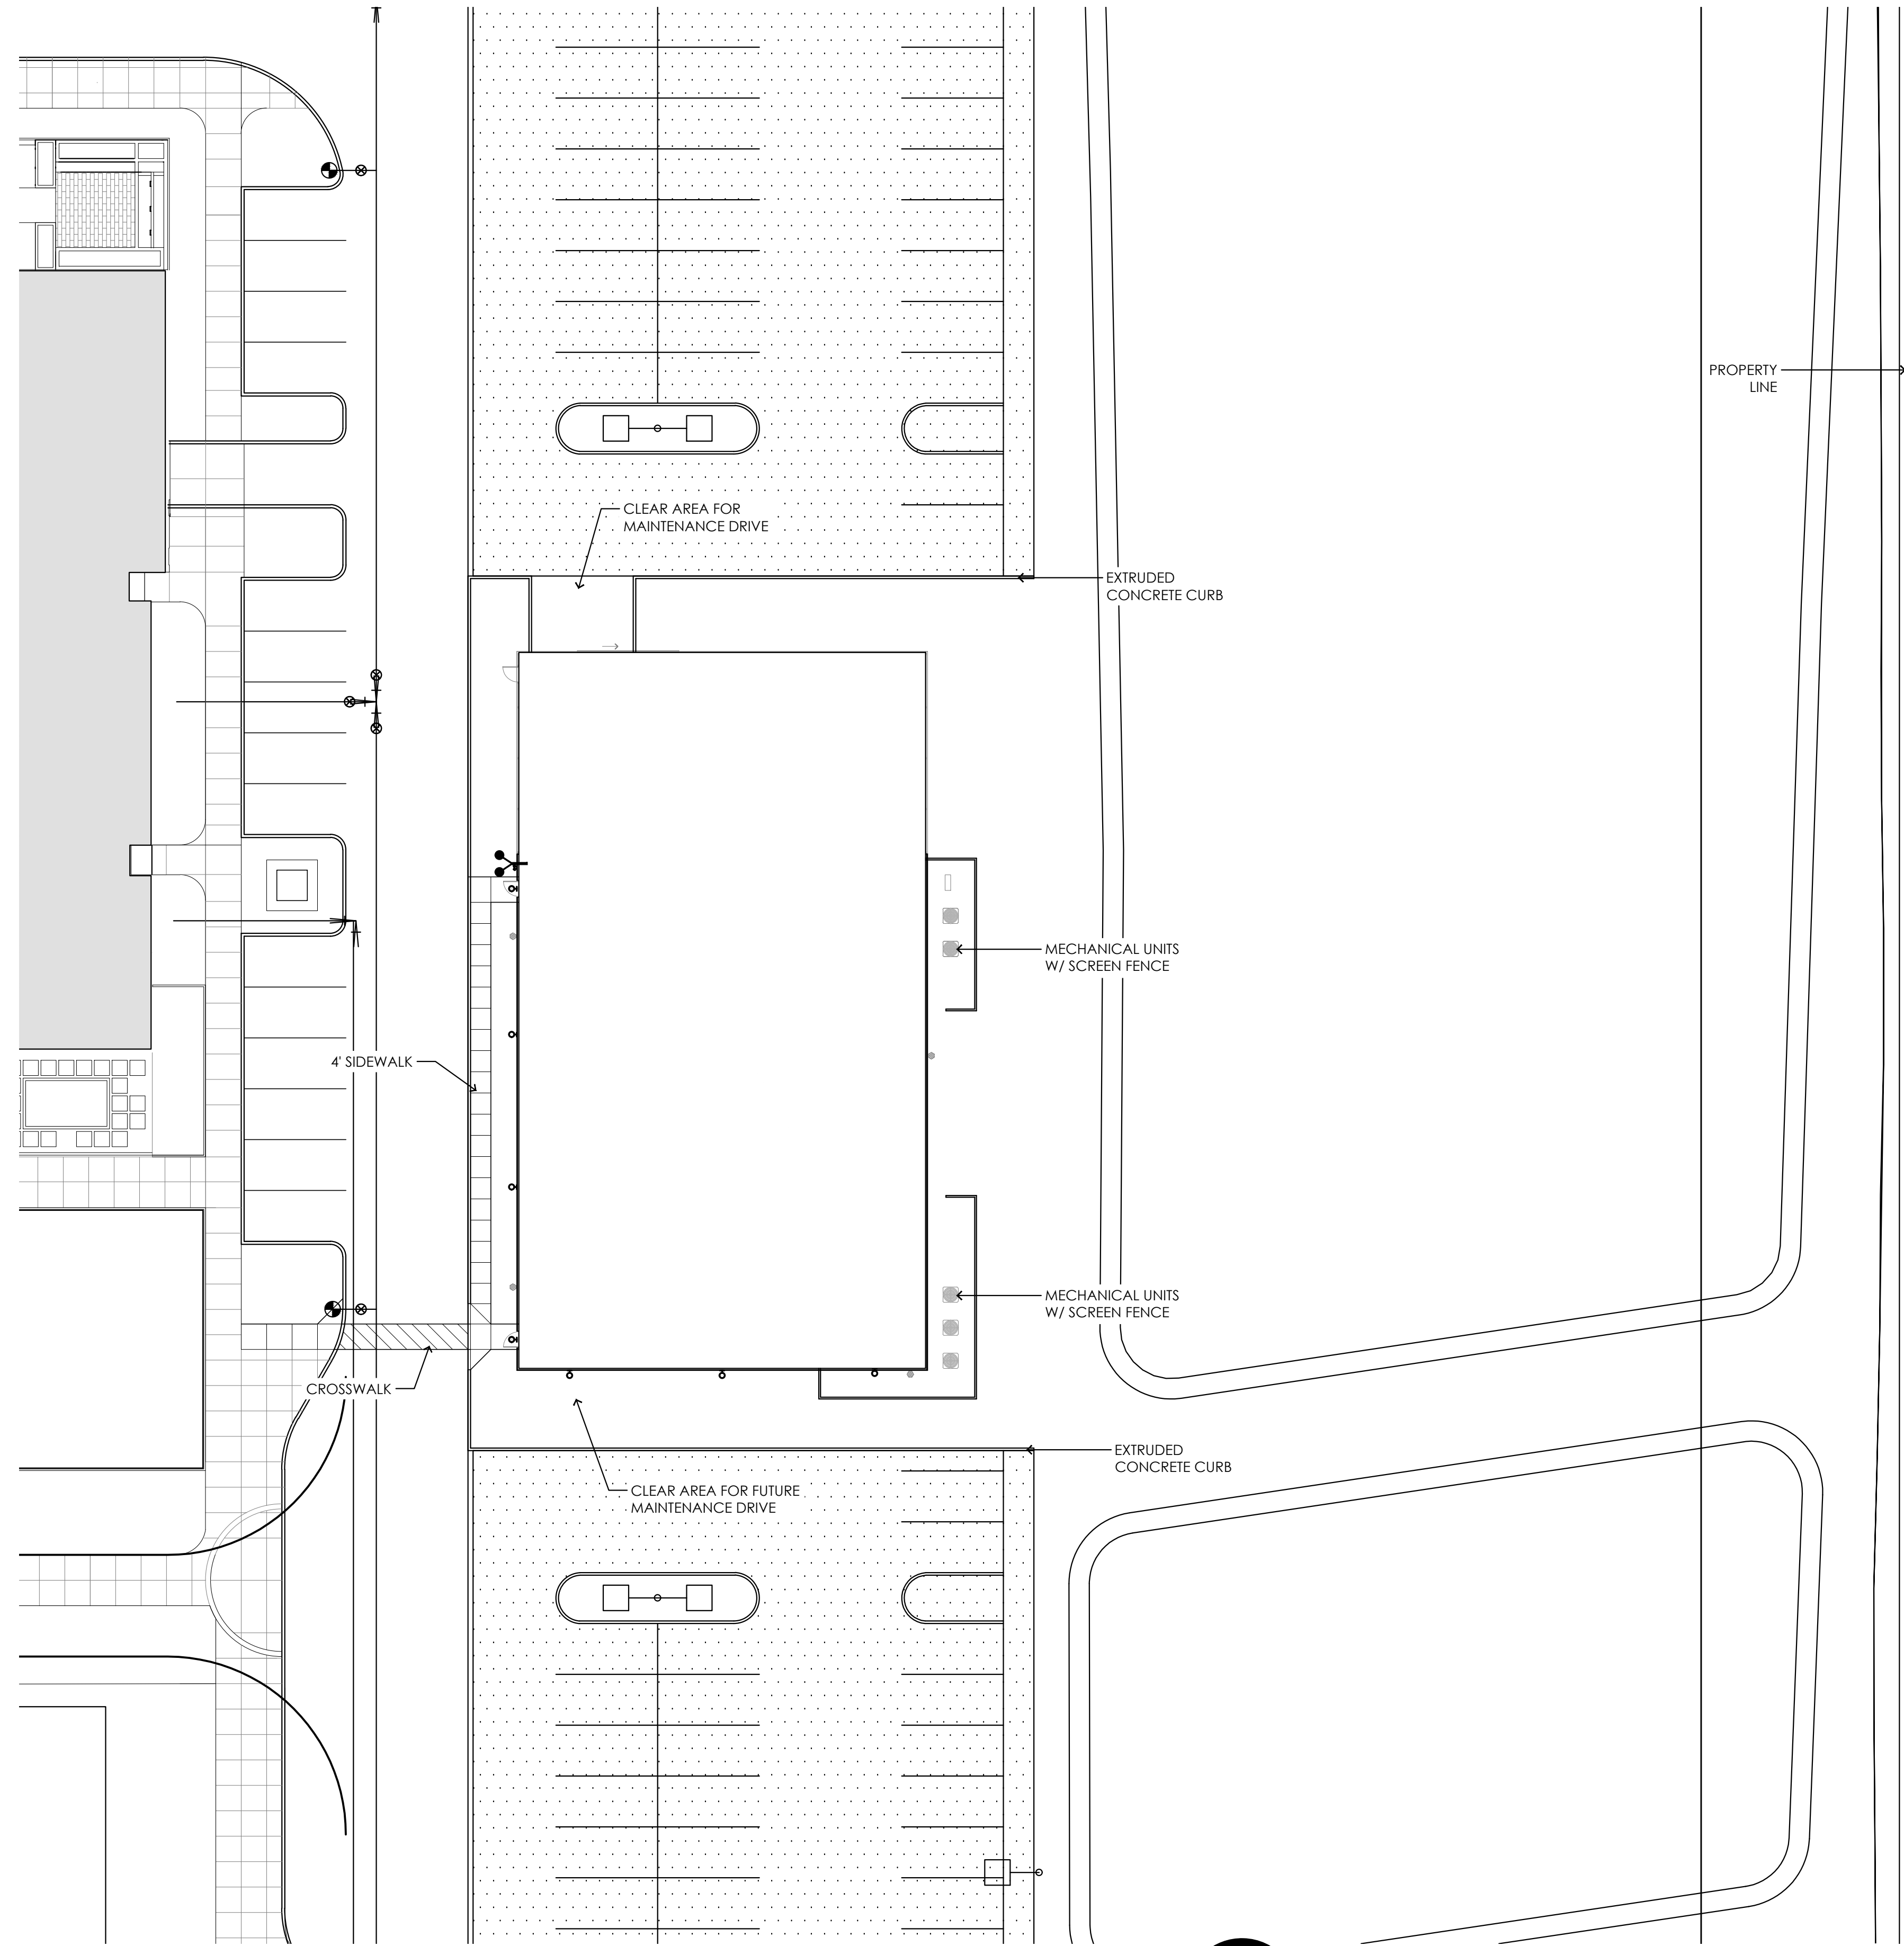 PROPERTY
LINE
CLEAR AREA FOR
MAINTENANCE DRIVE
EXTRUDED
CONCRETE CURB
MECHANICAL UNITS
W/ SCREEN FENCE
4' SIDEWALK
MECHANICAL UNITS
W/ SCREEN FENCE
CROSSWALK
EXTRUDED
CONCRETE CURB
CLEAR AREA FOR FUTURE
MAINTENANCE DRIVE